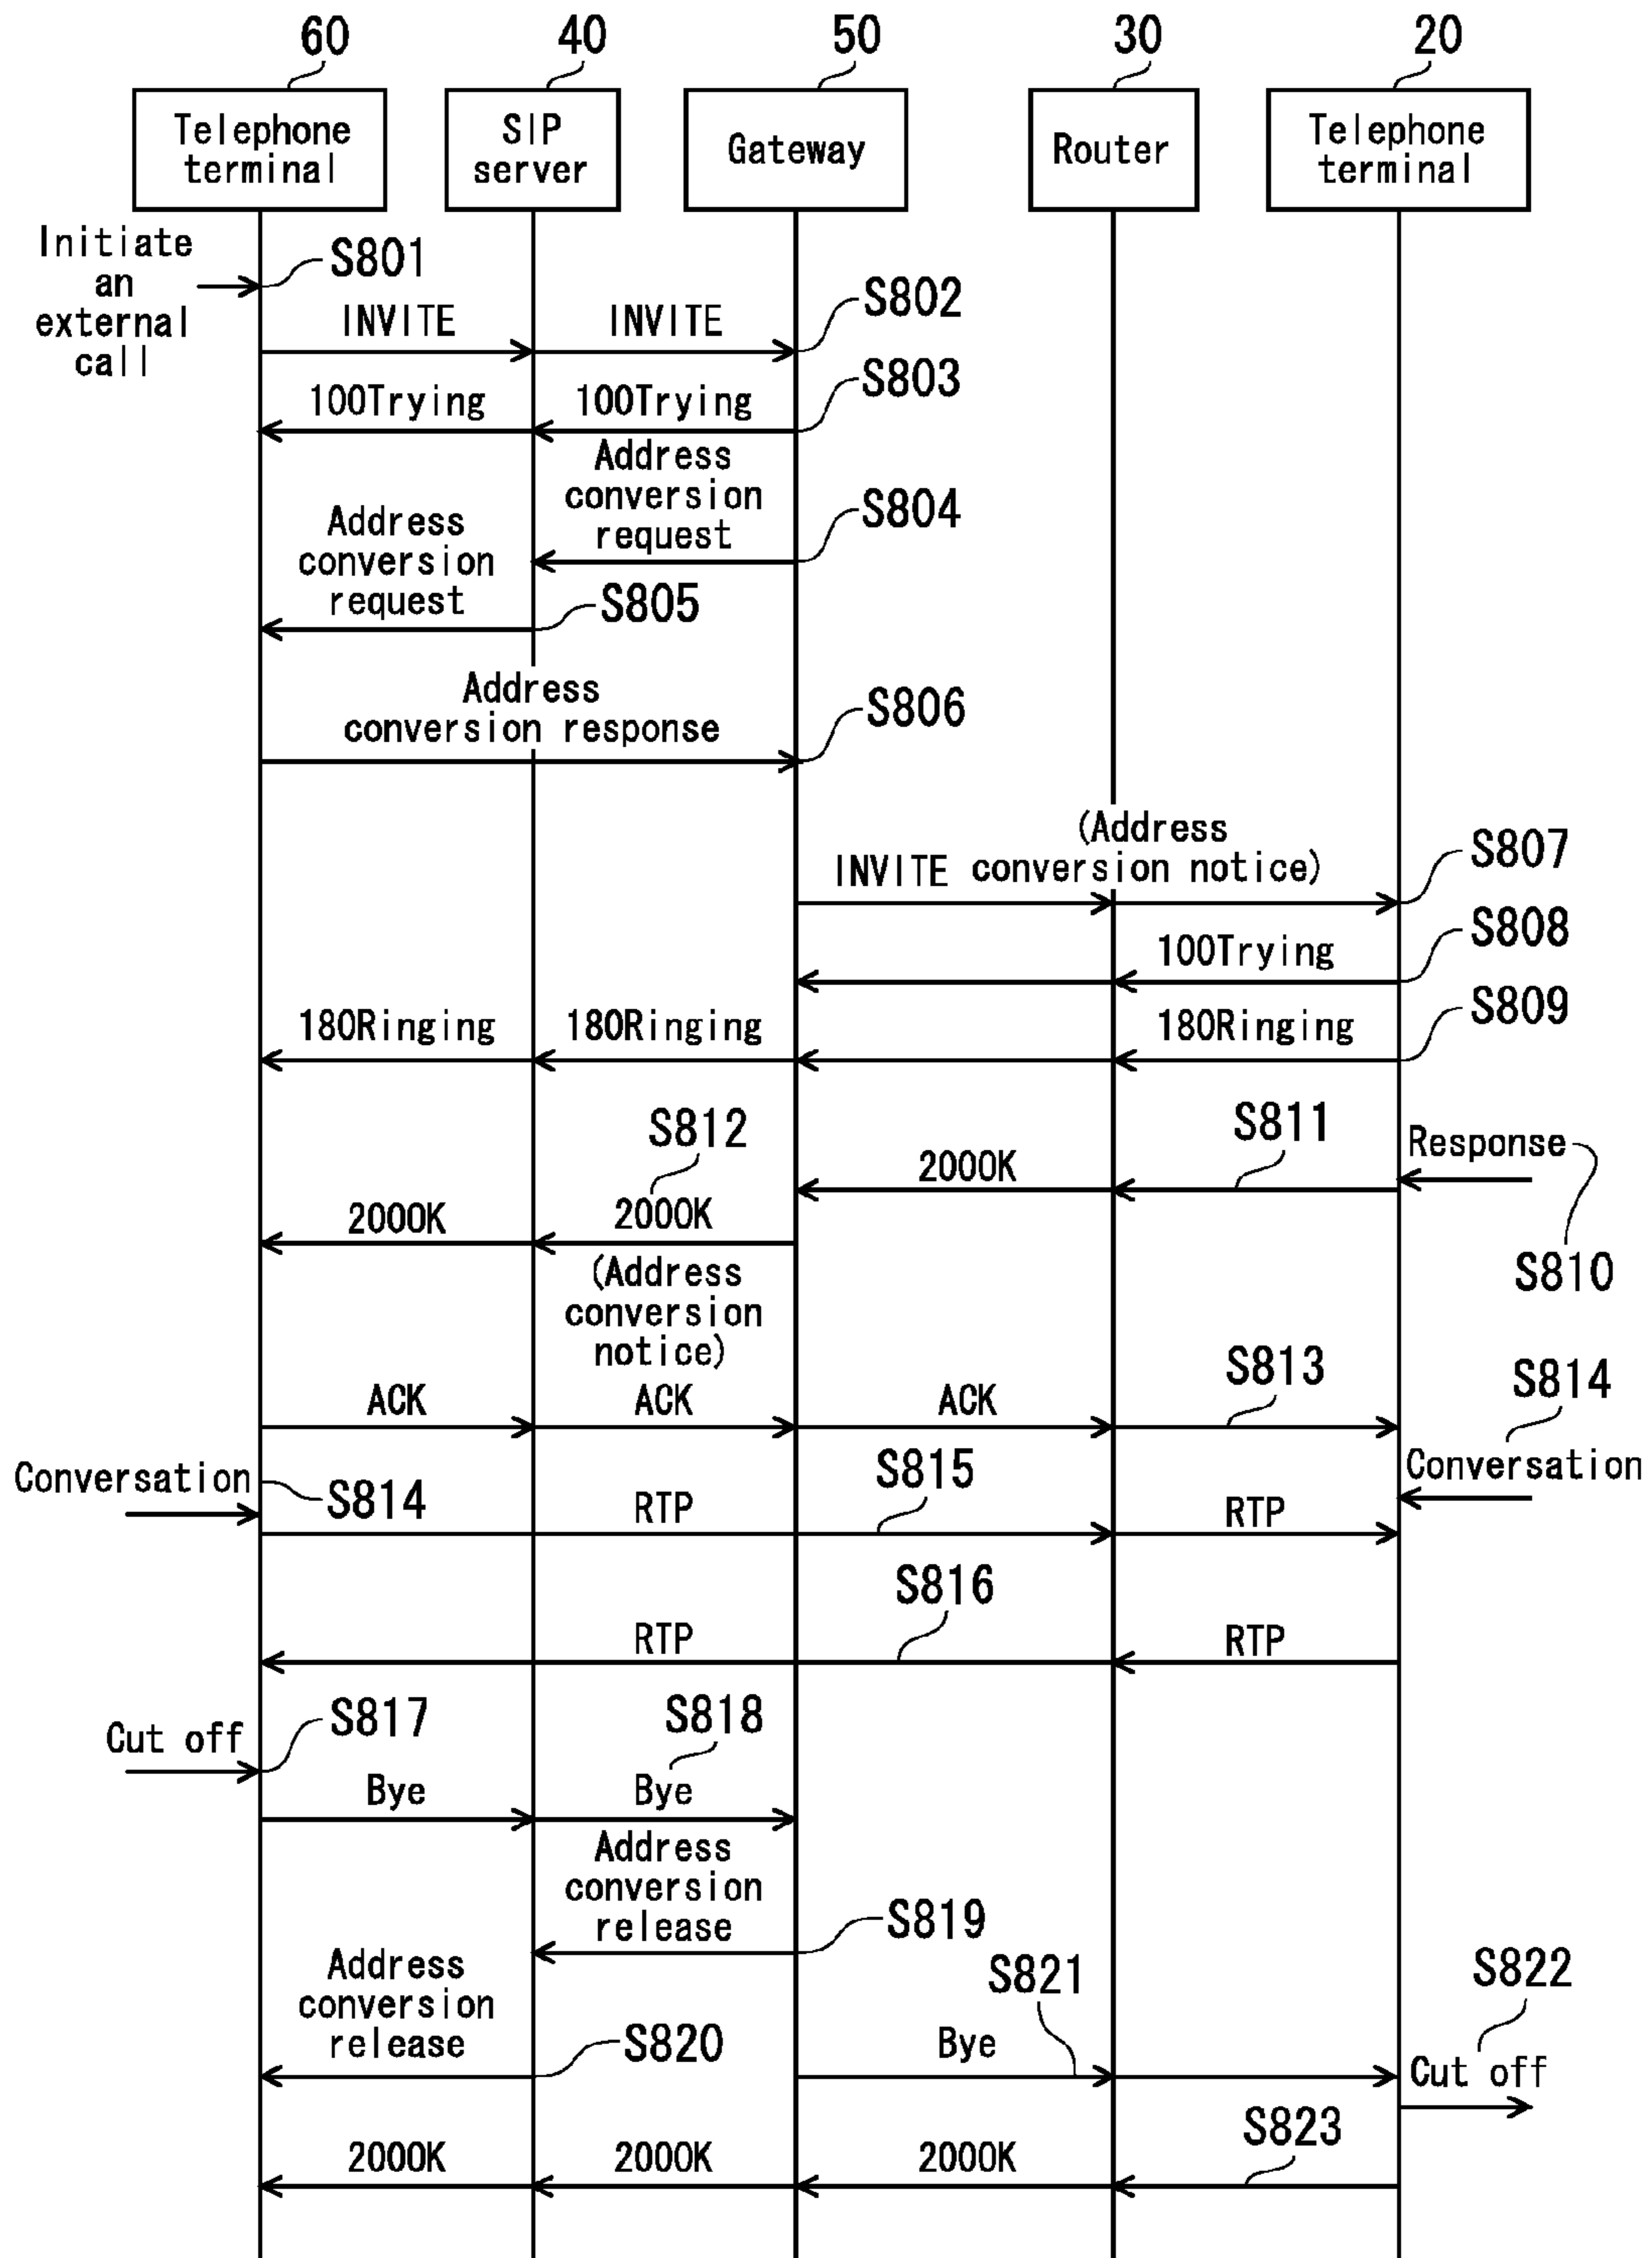 60
40
50
30
20
Telephone
terminal
SIP
server
Gateway
Router
Telephone
terminal
Initiate
an
external
call
S801
INVITE
INVITE
S802
100Trying
100Trying
S803
Address
conversion
request
S804
Address
conversion
request
S805
Address
conversion response
S806
INVITE
(Address
conversion notice)
S807
100Trying
S808
180Ringing
180Ringing
180Ringing
S809
Response
S810
2000K
S811
S812
2000K
2000K
(Address
conversion
notice)
ACK
ACK
ACK
S813
S814
Conversation
Conversation
S814
RTP
S815
RTP
S816
RTP
RTP
Cut off
S817
S818
Bye
Bye
Address
conversion
release
S819
Address
conversion
release
S820
S821
Bye
S822
Cut off
S823
2000K
2000K
2000K